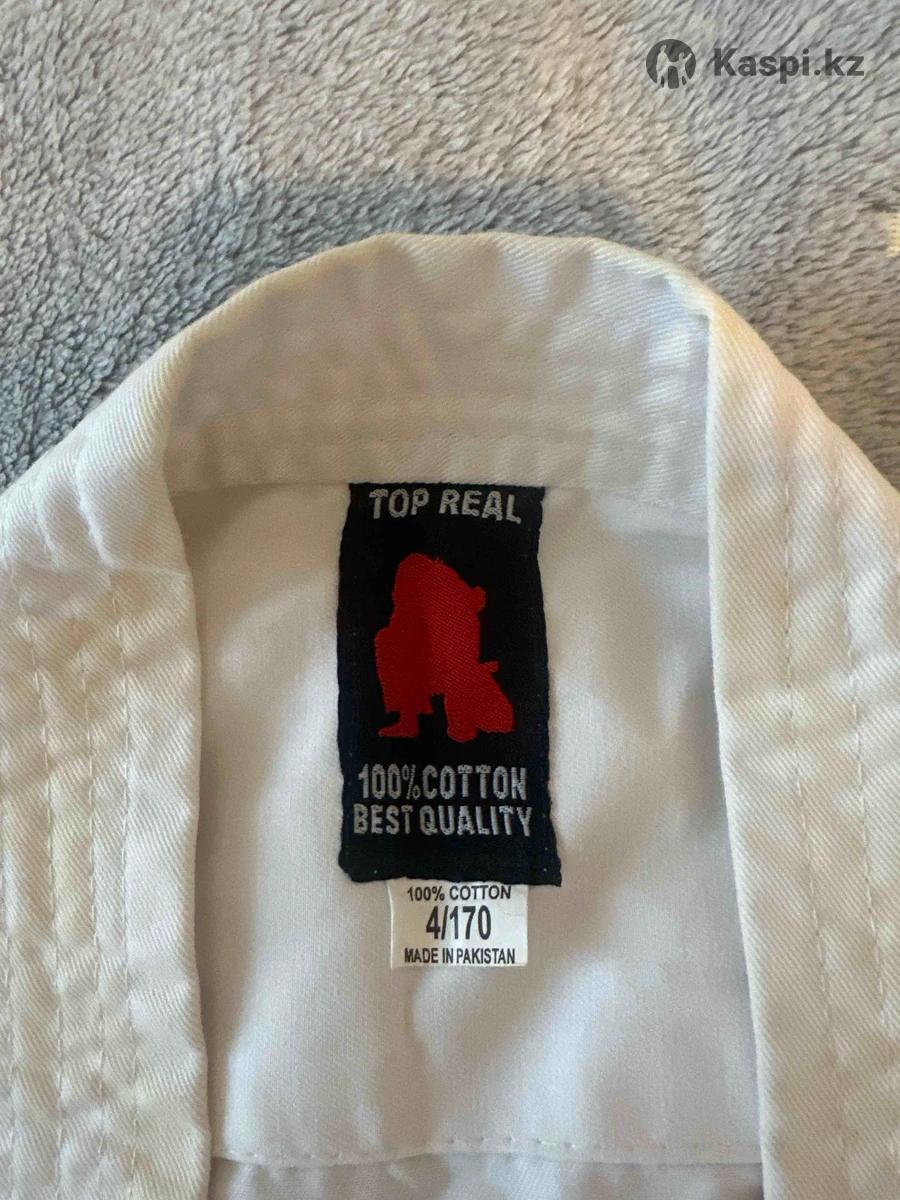 Kaspi.kz
TOP REAL
100% COTTON
BEST QUALITY
100% COTTON
4/170
MADE IN PAKISTAN